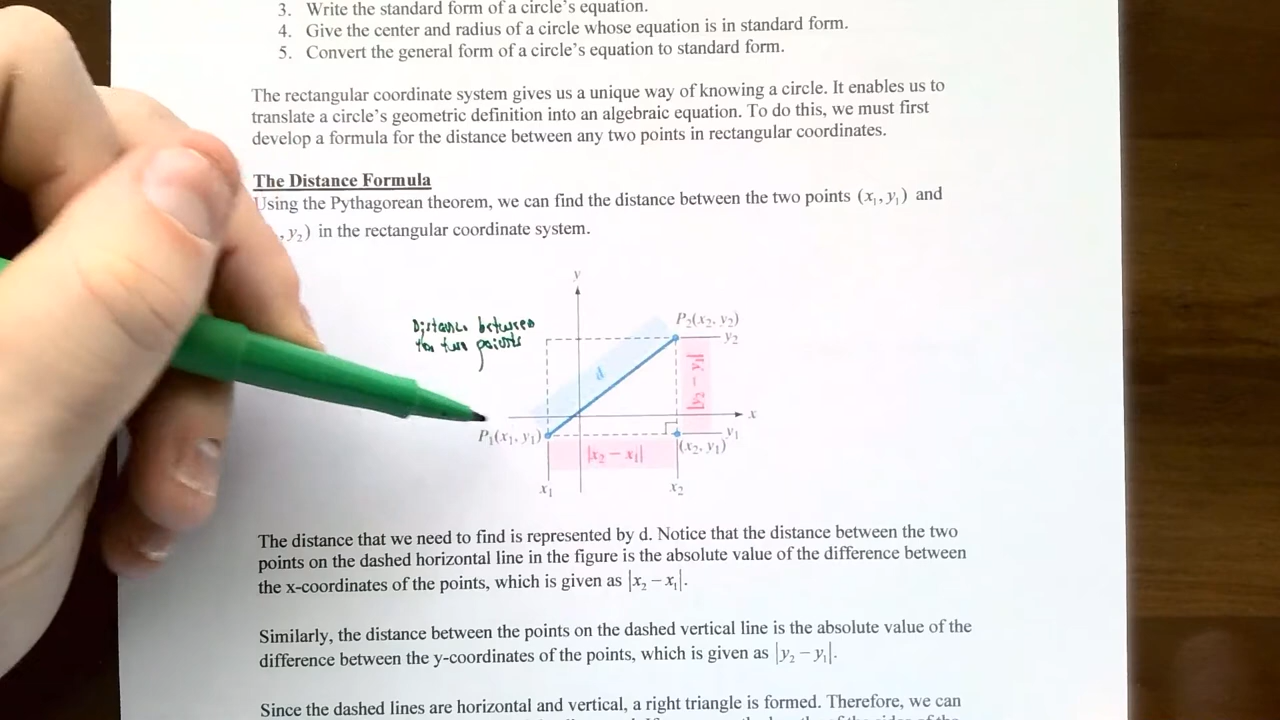 3. Write the standard form of a circle's equation.
4. Give the center and radius of a circle whose equation is in standard form.
5. Convert the general form of a circle's equation to standard form.
The rectangular coordinate system gives us a unique way of knowing a circle. It enables us to
translate a circle's geometric definition into an algebraic equation. To do this, we must first
develop a formula for the distance between any two points in rectangular coordinates.
The Distance Formula
Using the Pythagorean theorem, we can find the distance between the two points (x₁, y₁) and
, y₂) in the rectangular coordinate system.
y
Distance between
two points
P₂(x₂, y₂)
y₂
d
|y₂ − y₁|
x
P₁(x₁, y₁)
y₁
|x₂ − x₁|
(x₂, y₁)
x₁
x₂
The distance that we need to find is represented by d. Notice that the distance between the two
points on the dashed horizontal line in the figure is the absolute value of the difference between
the x-coordinates of the points, which is given as |x₂ − x₁|.
Similarly, the distance between the points on the dashed vertical line is the absolute value of the
difference between the y-coordinates of the points, which is given as |y₂ − y₁|.
Since the dashed lines are horizontal and vertical, a right triangle is formed. Therefore, we can